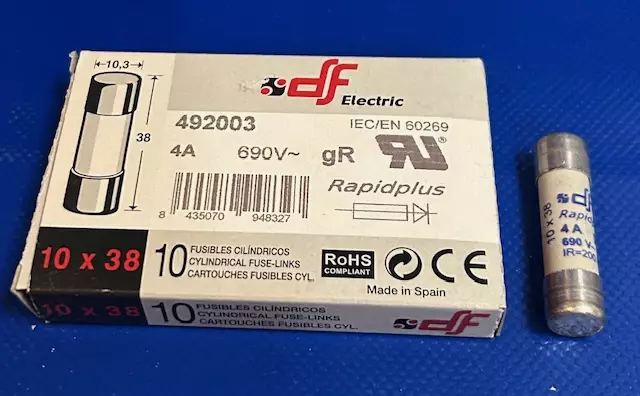 10,3
38
df Electric
492003
IEC/EN 60269
4A 690V~ gR
Rapidplus
8 435070 948327
10 x 38
10
FUSIBLES CILÍNDRICOS
CYLINDRICAL FUSE-LINKS
CARTOUCHES FUSIBLES CYL.
RoHS
COMPLIANT
CE
Made in Spain
10 x 38
10
FUSIBLES CILÍNDRICOS
CYLINDRICAL FUSE-LINKS
CARTOUCHES FUSIBLES CYL.
df
10 x 38
df
4 A
690 V~